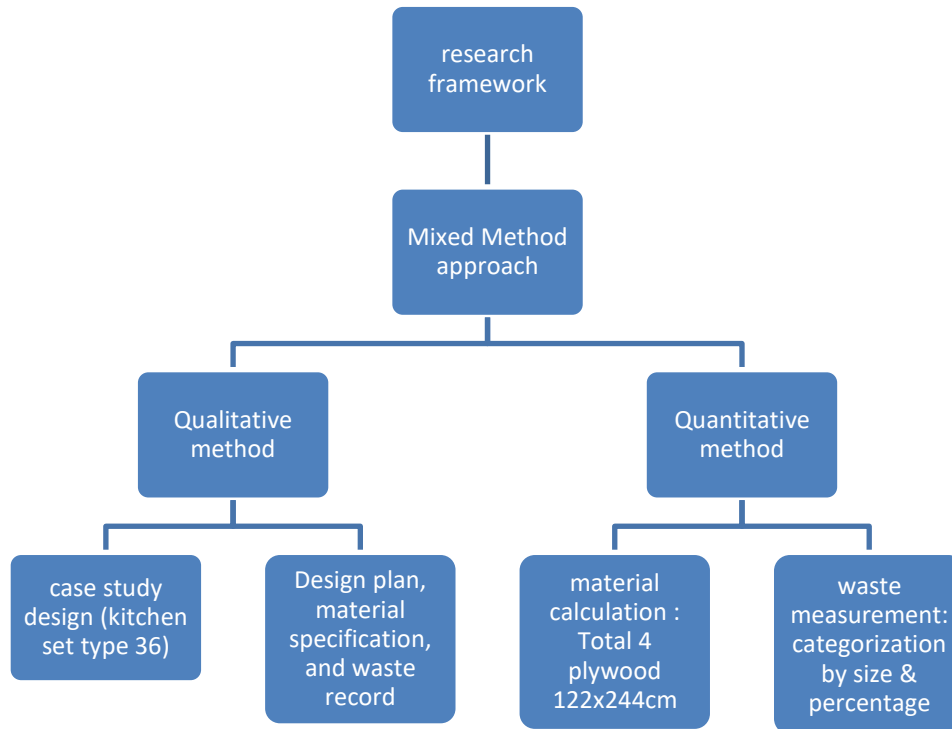 research
framework
Mixed Method
approach
Qualitative
method
Quantitative
method
case study
design (kitchen
set type 36)
Design plan,
material
specification,
and waste
record
material
calculation :
Total 4
plywood
122x244cm
waste
measurement:
categorization
by size &
percentage